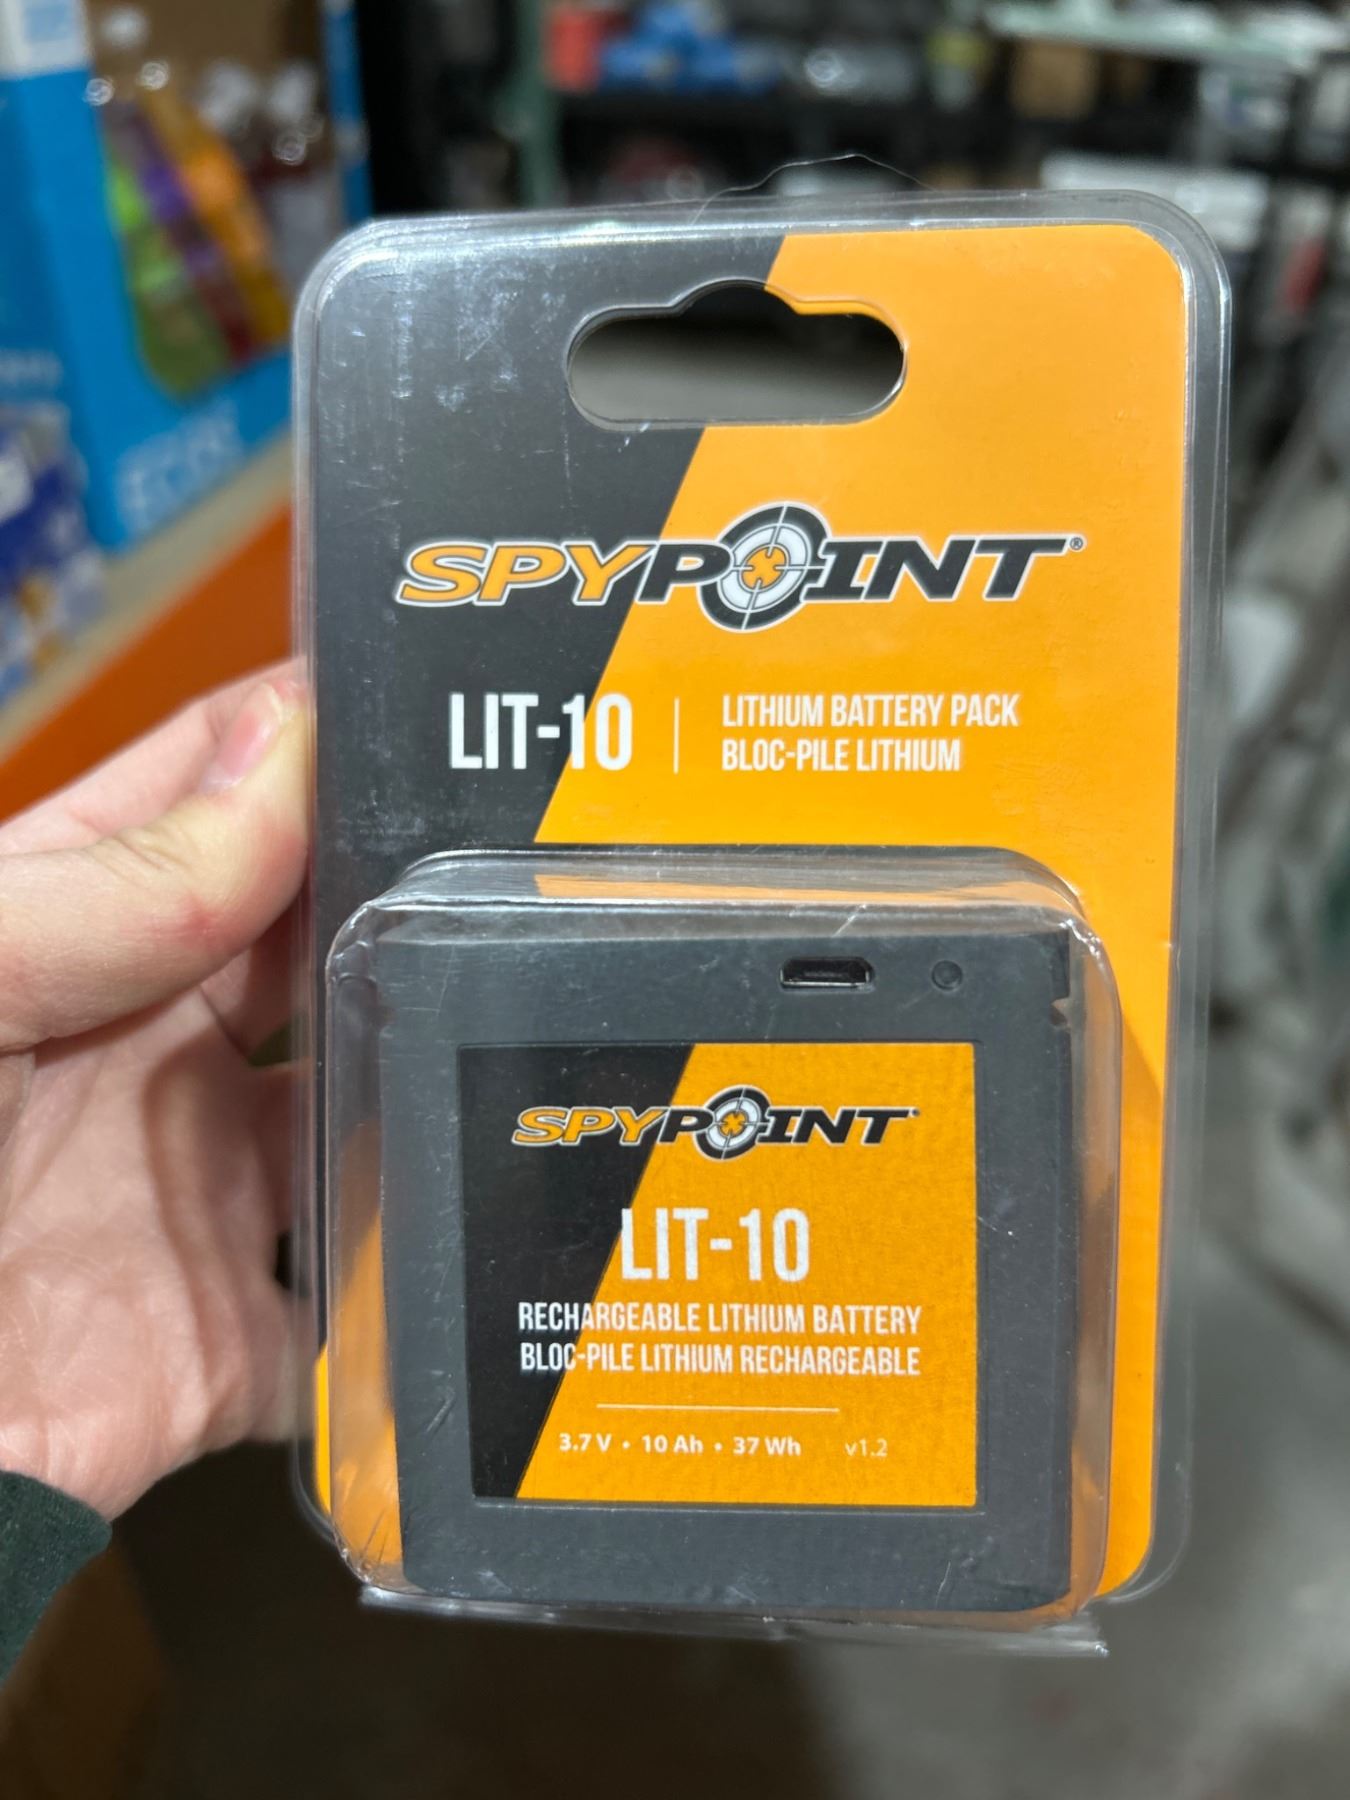 SPYPOINT®
LIT-10
LITHIUM BATTERY PACK
BLOC-PILE LITHIUM
SPYPOINT
LIT-10
RECHARGEABLE LITHIUM BATTERY
BLOC-PILE LITHIUM RECHARGEABLE
3.7 V • 10 Ah • 37 Wh v1.2